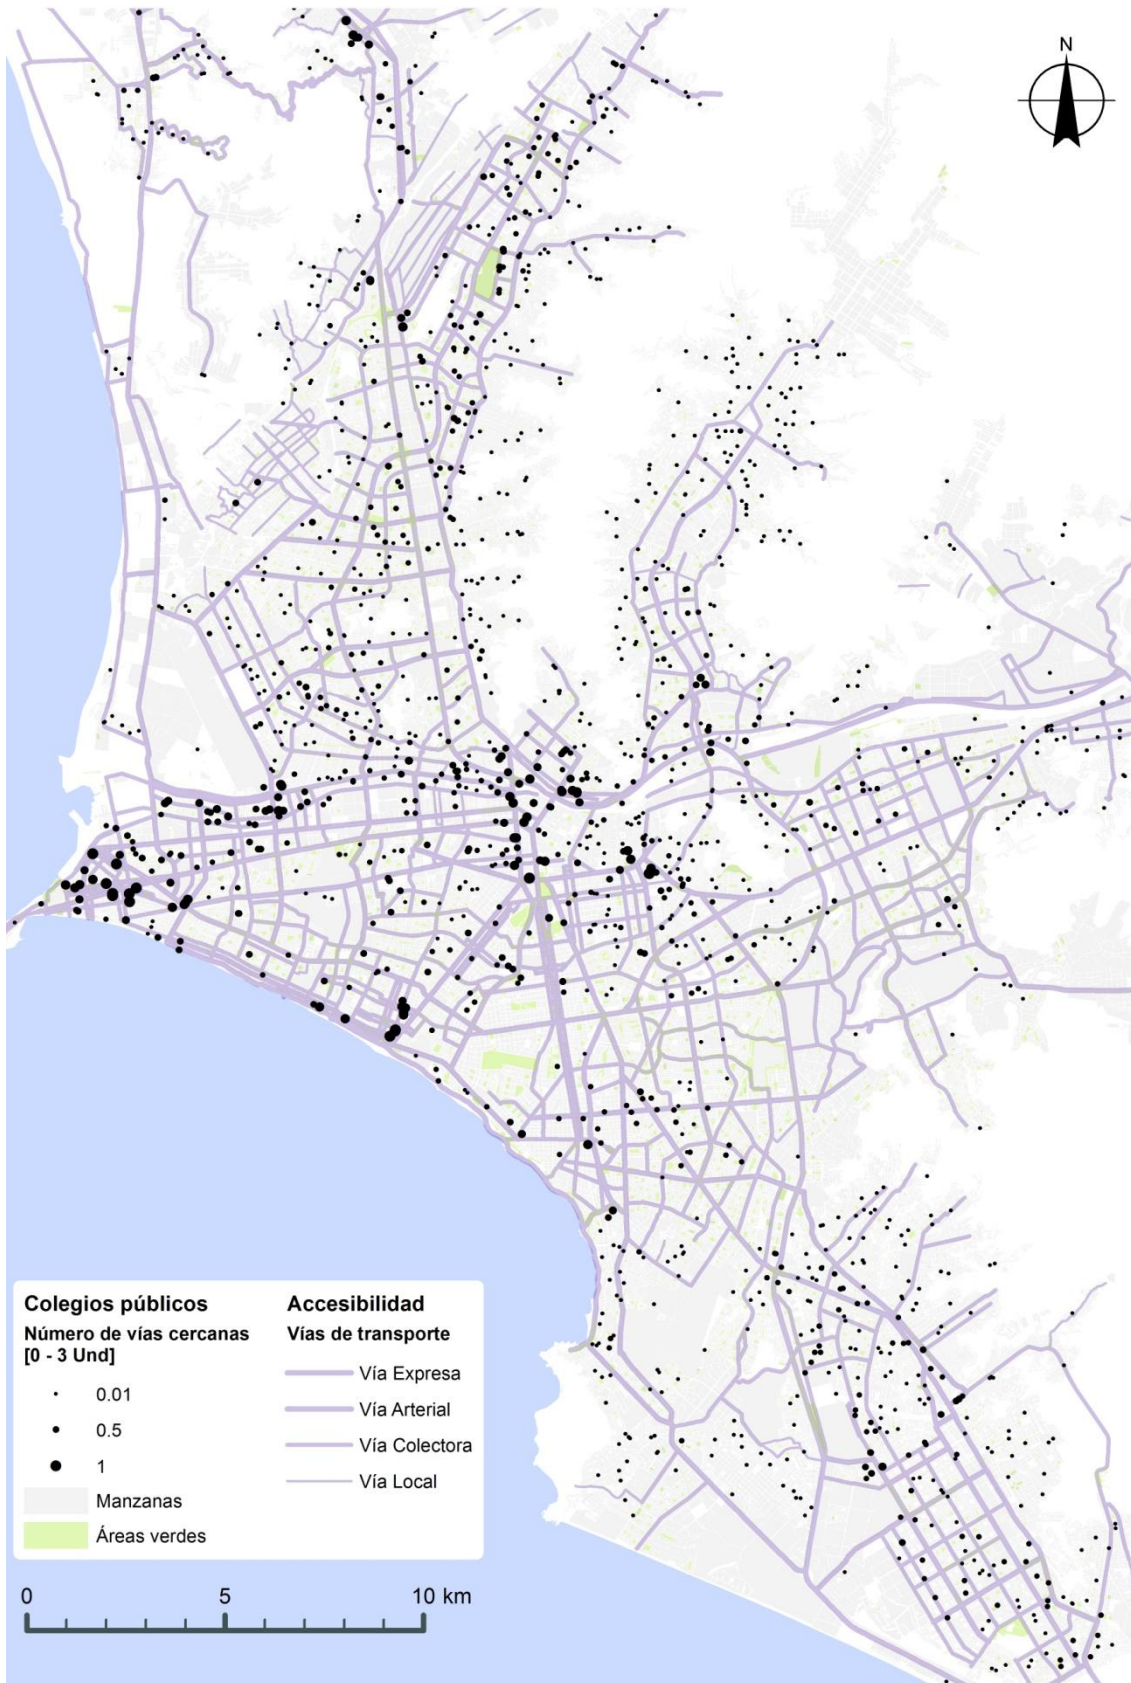 N
Colegios públicos
Número de vías cercanas
[0 - 3 Und]
0.01
0.5
1
Manzanas
Áreas verdes
Accesibilidad
Vías de transporte
Vía Expresa
Vía Arterial
Vía Colectora
Vía Local
0 5 10 km